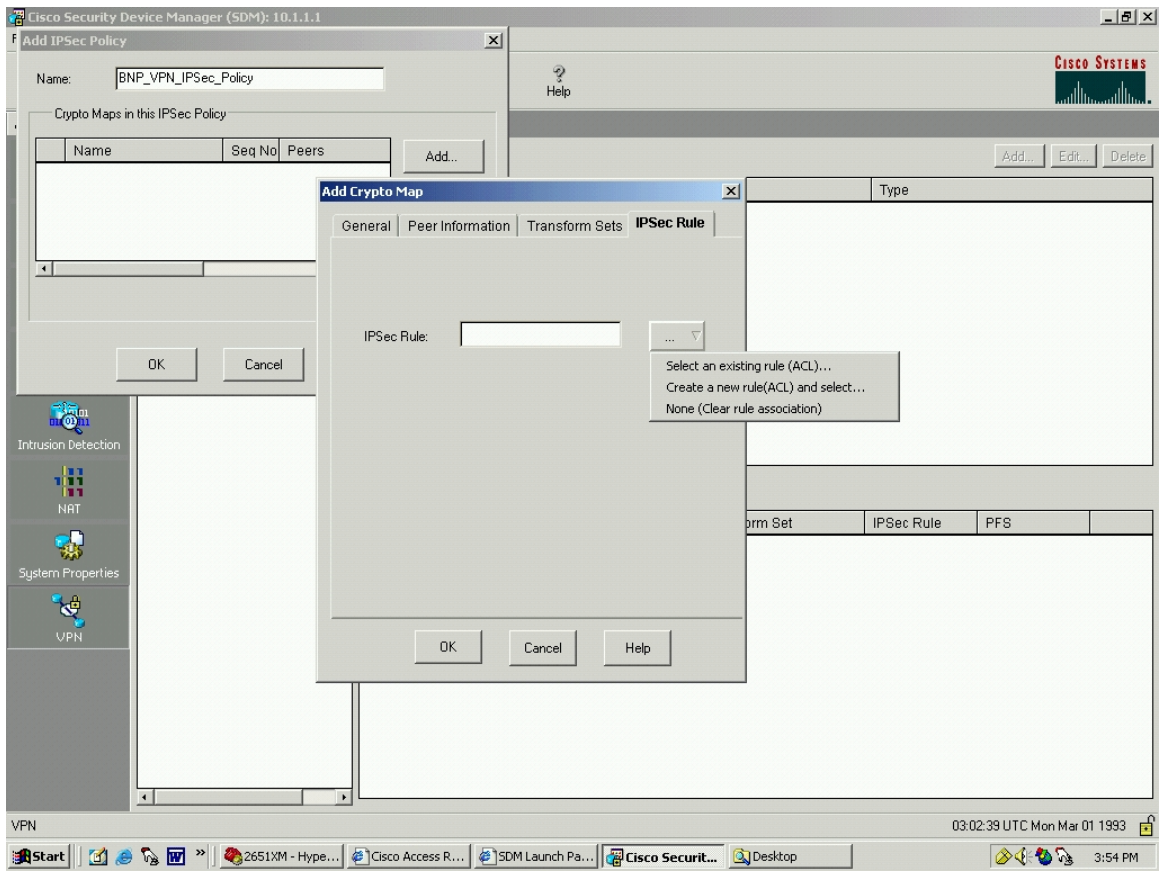 Cisco Security Device Manager (SDM): 10.1.1.1
Add IPSec Policy
Name: BNP_VPN_IPSec_Policy
Help
CISCO SYSTEMS
Crypto Maps in this IPSec Policy
Name Seq No Peers
Add...
Add... Edit... Delete
Type
Add Crypto Map
General Peer Information Transform Sets IPSec Rule
IPSec Rule: ...
Select an existing rule (ACL)...
Create a new rule(ACL) and select...
None (Clear rule association)
OK Cancel
Intrusion Detection
NAT
System Properties
VPN
Set IPSec Rule PFS
OK Cancel Help
VPN
03:02:39 UTC Mon Mar 01 1993
Start » 2651XM - Hype... Cisco Access R... SDM Launch Pa... Cisco Securit... Desktop 3:54 PM